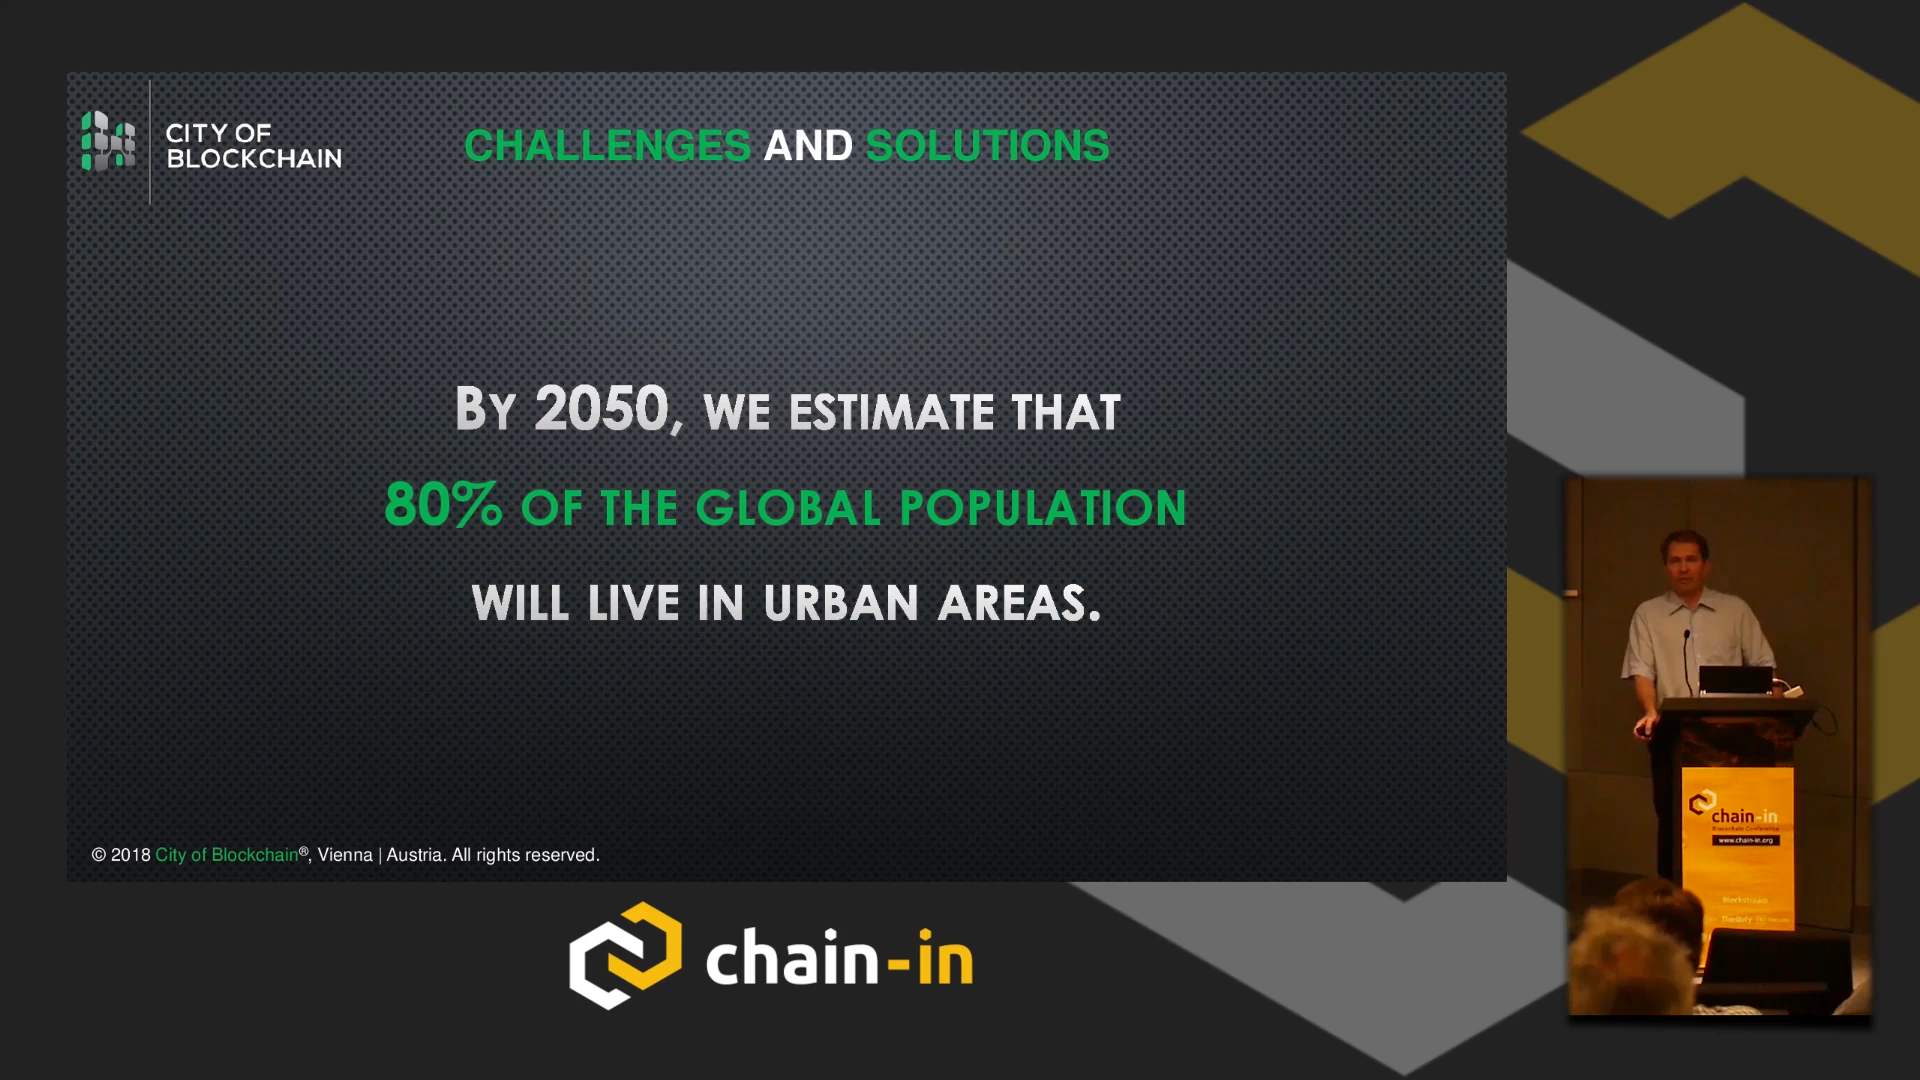 CITY OF
BLOCKCHAIN
CHALLENGES AND SOLUTIONS
BY 2050, WE ESTIMATE THAT
80% OF THE GLOBAL POPULATION
WILL LIVE IN URBAN AREAS.
© 2018 City of Blockchain®, Vienna | Austria. All rights reserved.
chain-in
chain-in
Blockchain Conference
www.chain-in.org